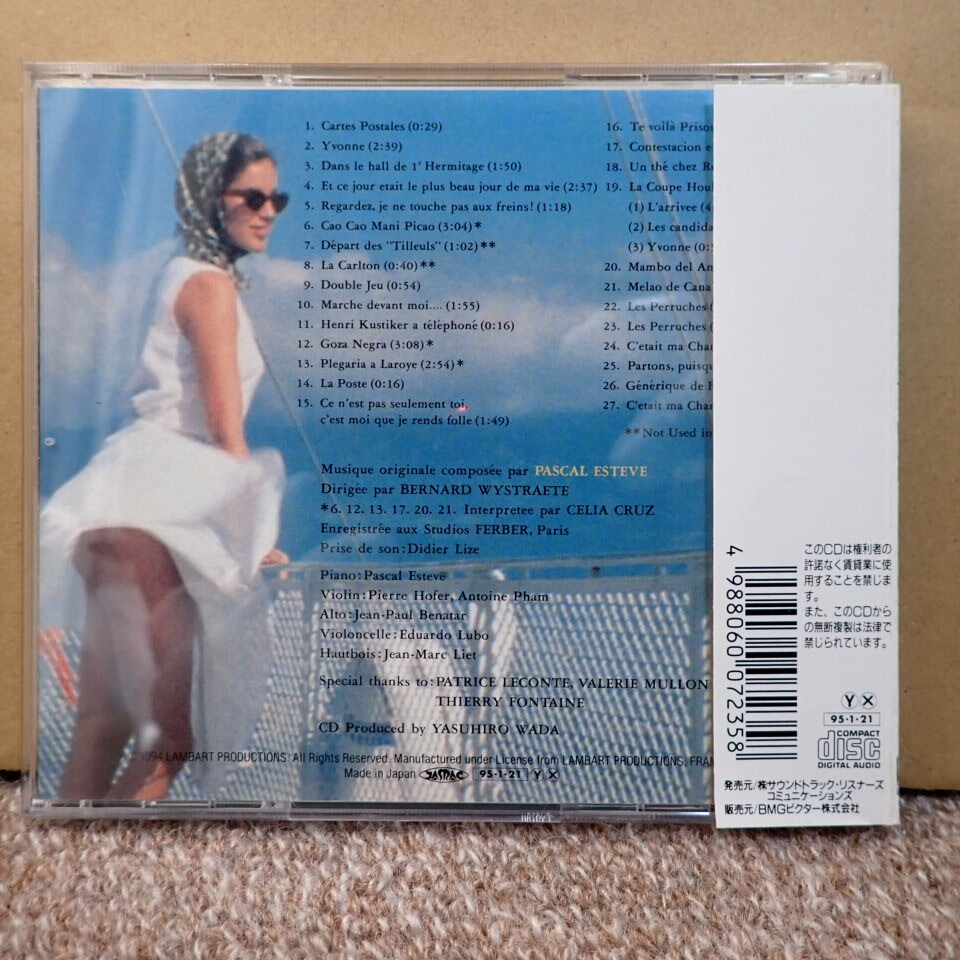 1. Cartes Postales (0:29)
2. Yvonne (2:39)
3. Dans le hall de l' Hermitage (1:50)
4. Et ce jour etait le plus beau jour de ma vie (2:37)
5. Regardez, je ne touche pas aux freins! (1:18)
6. Cao Cao Mani Picao (3:04)*
7. Départ des "Tilleuls" (1:02)**
8. La Carlton (0:40)**
9. Double Jeu (0:54)
10. Marche devant moi.... (1:55)
11. Henri Kustiker a téléphoné (0:16)
12. Goza Negra (3:08)*
13. Plegaria a Laroye (2:54)*
14. La Poste (0:16)
15. Ce n'est pas seulement toi,
c'est moi que je rends folle (1:49)
16. Te voilà
17. Contestacion
18. Un thé chez
19. La Coupe
(1) L'arrivee
(2) Les
(3) Yvonne
20. Mambo del
21. Melao de Cana
22. Les Perruches
23. Les Perruches
24. C'etait ma
25. Partons,
26. Générique de
27. C'etait ma
**Not Used in
Musique originale composée par PASCAL ESTEVE
Dirigée par BERNARD WYSTRAETE
*6. 12. 13. 17. 20. 21. Interpretee par CELIA CRUZ
Enregistrée aux Studios FERBER, Paris
Prise de son: Didier Lize
Piano: Pascal Esteve
Violin: Pierre Hofer, Antoine Pham
Alto: Jean-Paul Benatar
Violoncelle: Eduardo Lubo
Hautbois: Jean-Marc Liet
Special thanks to: PATRICE LECONTE, VALERIE MULLON
THIERRY FONTAINE
CD Produced by YASUHIRO WADA
© 1994 LAMBART PRODUCTIONS. All Rights Reserved. Manufactured under License from LAMBART PRODUCTIONS,
Made in Japan JASRAC 95・1・21 Y X
このCDは権利者の
許諾なく賃貸業に使
用することを禁じま
す。
また、このCDから
の無断複製は法律で
禁じられています。
4 988060 072358
Y X
95・1・21
COMPACT
disc
DIGITAL AUDIO
発売元/㈱サウンドトラック・リスナーズ
コミュニケーションズ
販売元/BMGビクター株式会社